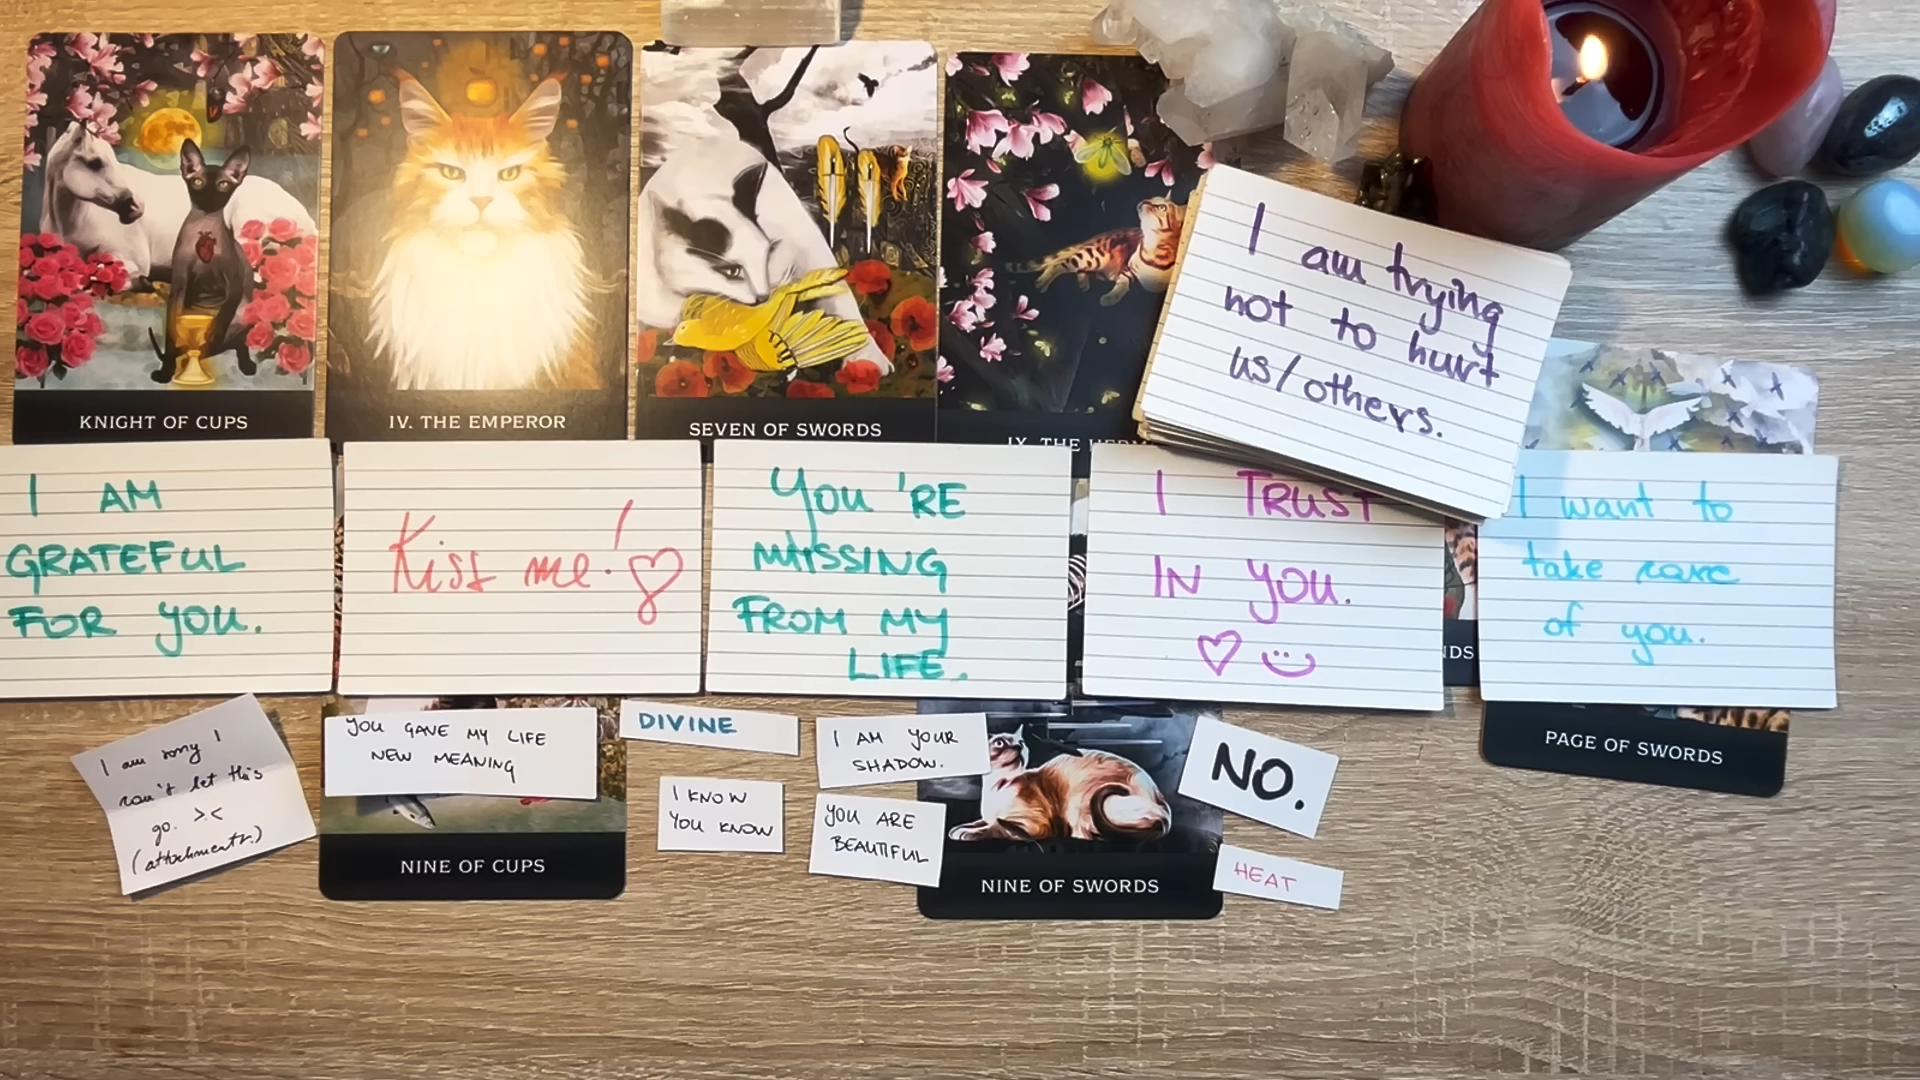 KNIGHT OF CUPS
IV. THE EMPEROR
SEVEN OF SWORDS
IX. THE
I am trying
not to hurt
us/others.
I AM
GRATEFUL
FOR YOU.
Kiss me!
YOU'RE
MISSING
FROM MY
LIFE.
I TRUST
IN YOU.
NDS
I want to
take care
of you.
PAGE OF SWORDS
I am sorry I
can't let this
go. ><
(attachments.)
YOU GAVE MY LIFE
NEW MEANING
NINE OF CUPS
DIVINE
I KNOW
YOU KNOW
I AM YOUR
SHADOW.
YOU ARE
BEAUTIFUL
NINE OF SWORDS
NO.
HEAT